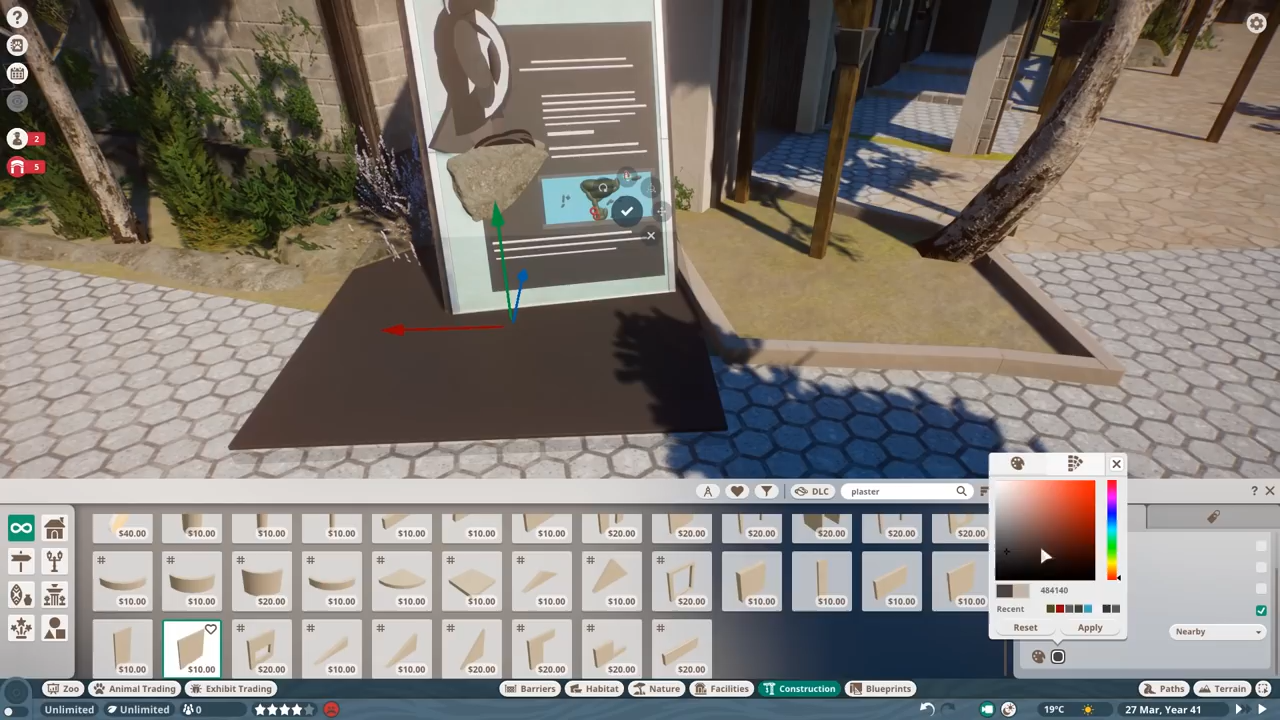 2
5
DLC
plaster
$40.00 $10.00 $10.00 $10.00 $10.00 $10.00 $10.00 $20.00 $20.00 $20.00 $20.00 $20.00 $20.00
$10.00 $10.00 $20.00 $10.00 $10.00 $10.00 $10.00 $10.00 $20.00 $10.00 $10.00 $10.00 $10.00
$10.00 $10.00 $20.00 $10.00 $10.00 $20.00 $20.00 $20.00 $20.00
484140
Recent
Reset Apply
Nearby
Zoo Animal Trading Exhibit Trading Barriers Habitat Nature Facilities Construction Blueprints Paths Terrain
Unlimited Unlimited 0 19°C 27 Mar, Year 41